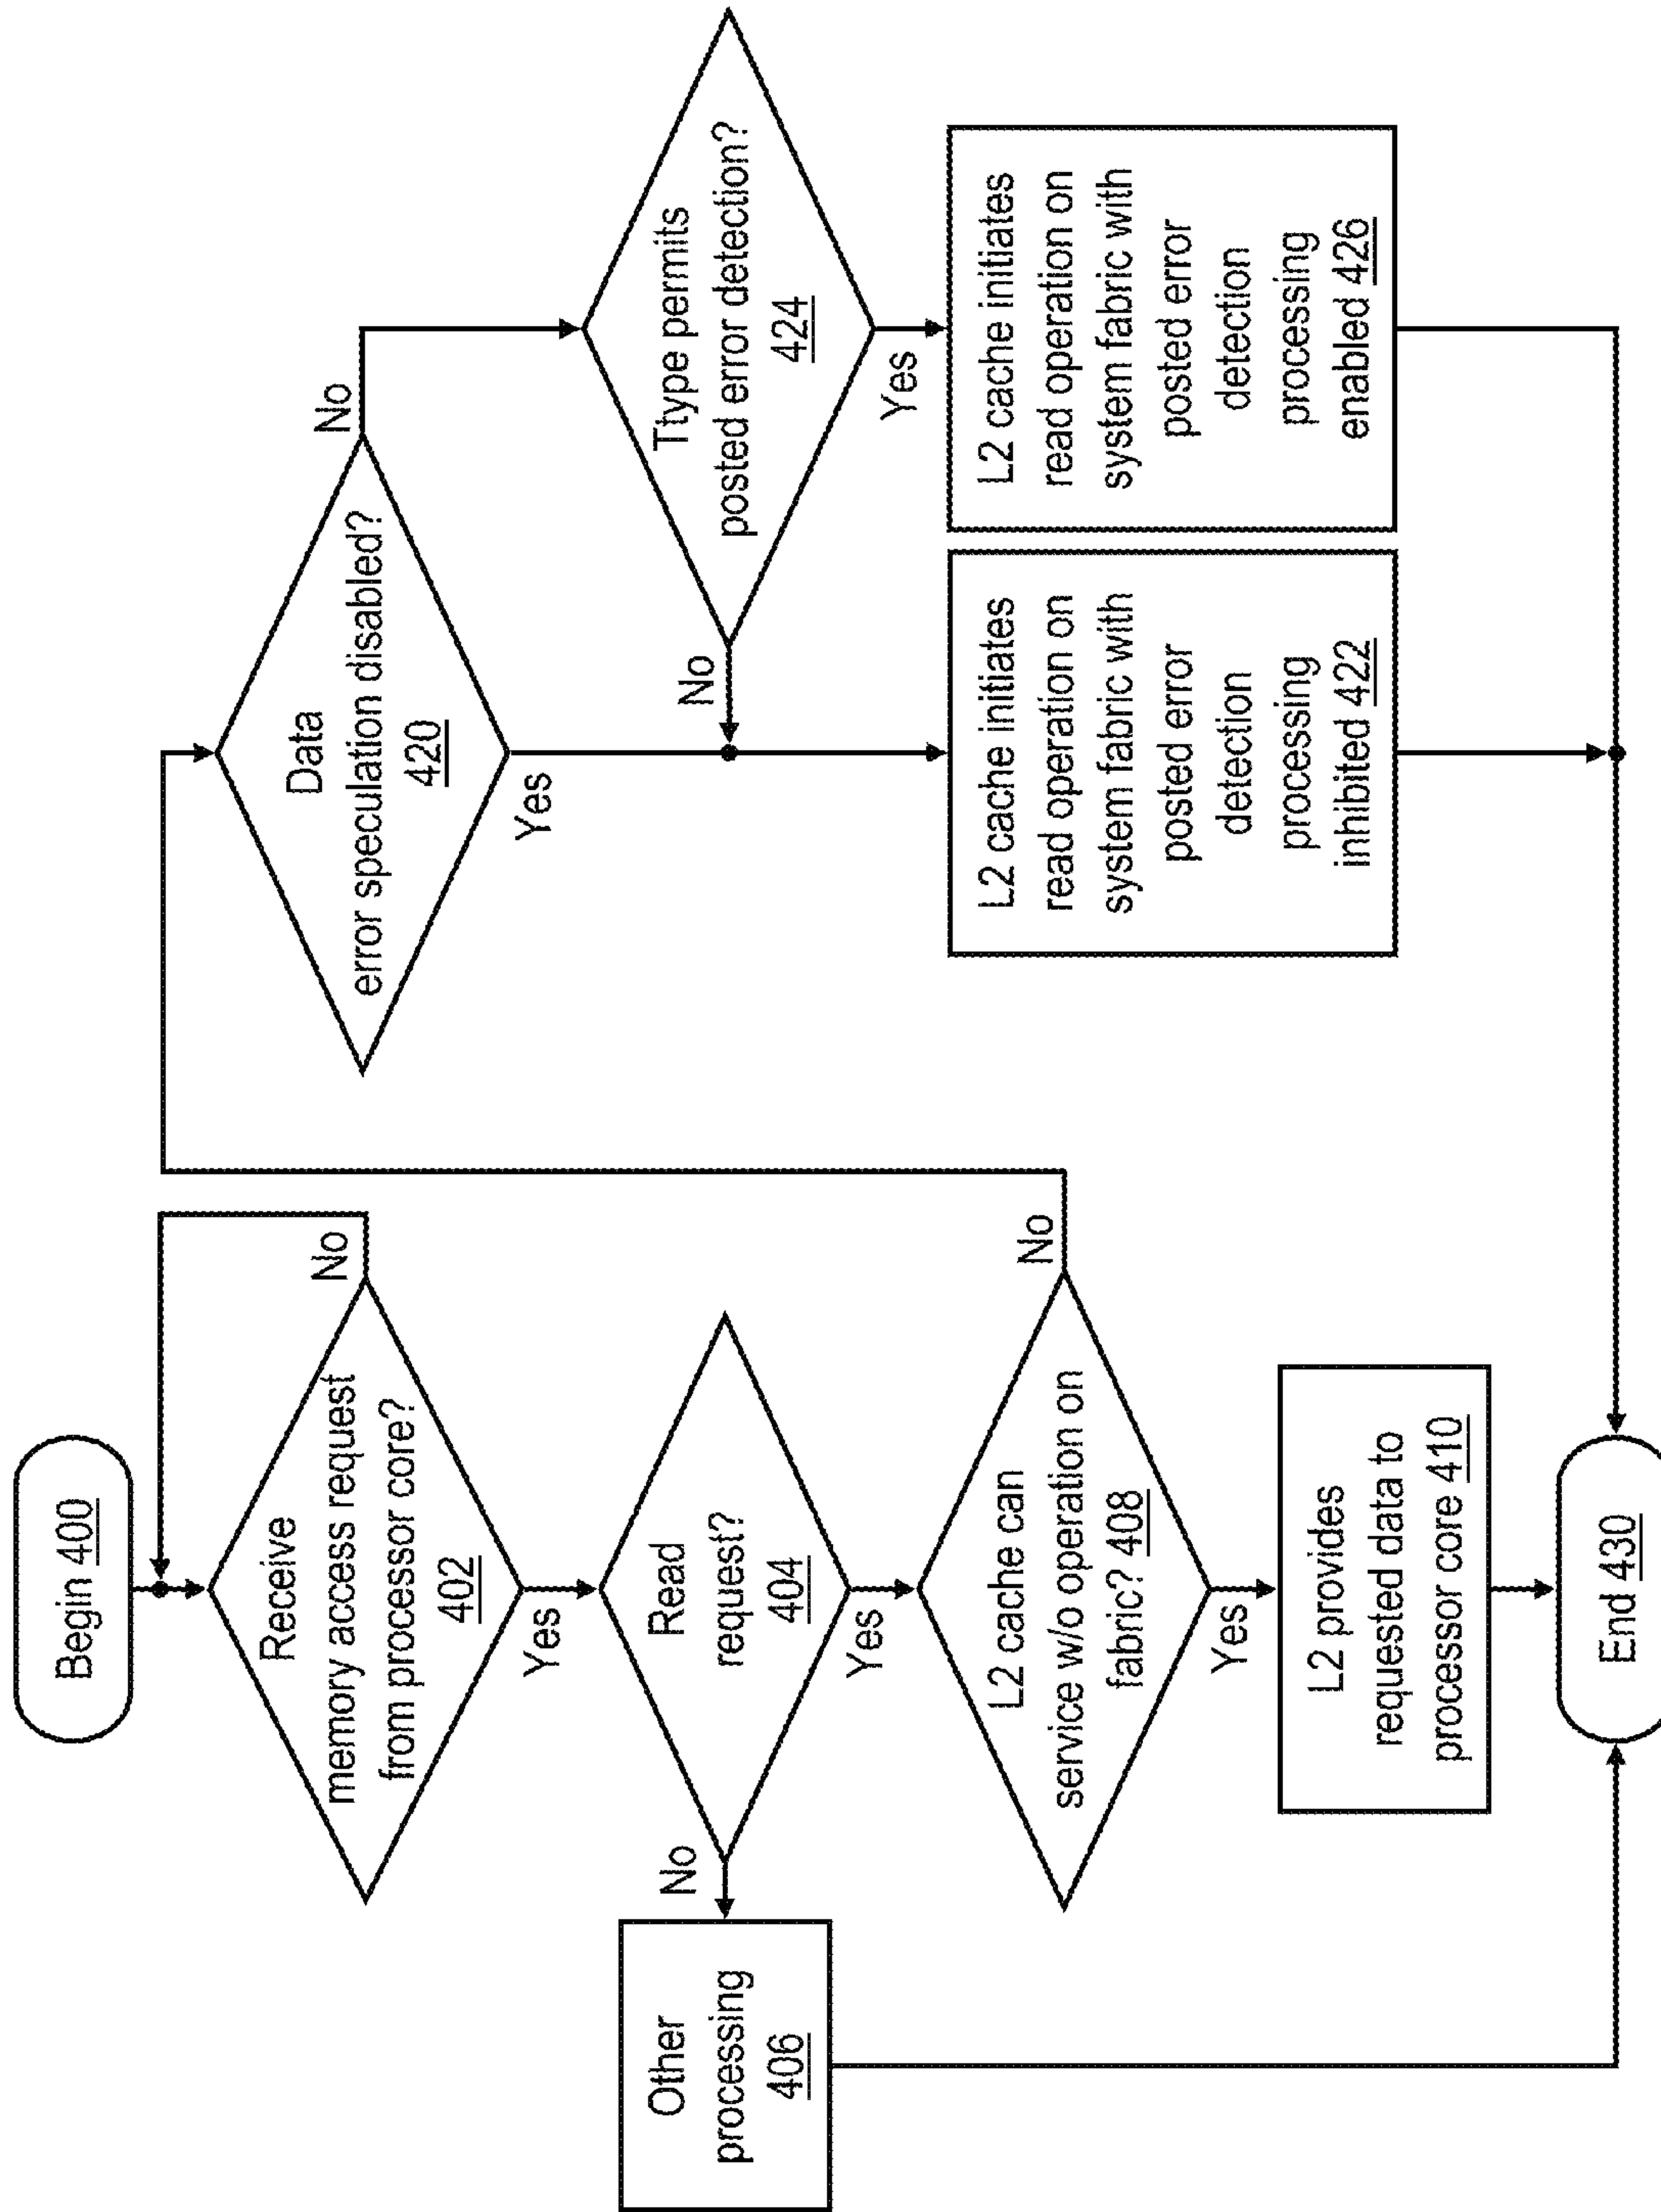 Begin 400
Receive
memory access request
from processor core?
402
No
Yes
Read
request?
404
No
Yes
Other
processing
406
L2 cache can
service w/o operation on
fabric? 408
No
Yes
L2 provides
requested data to
processor core 410
End 430
Data
error speculation disabled?
420
No
Yes
Ttype permits
posted error detection?
424
No
Yes
L2 cache initiates
read operation on
system fabric with
posted error
detection
processing
inhibited 422
L2 cache initiates
read operation on
system fabric with
posted error
detection
processing
enabled 426